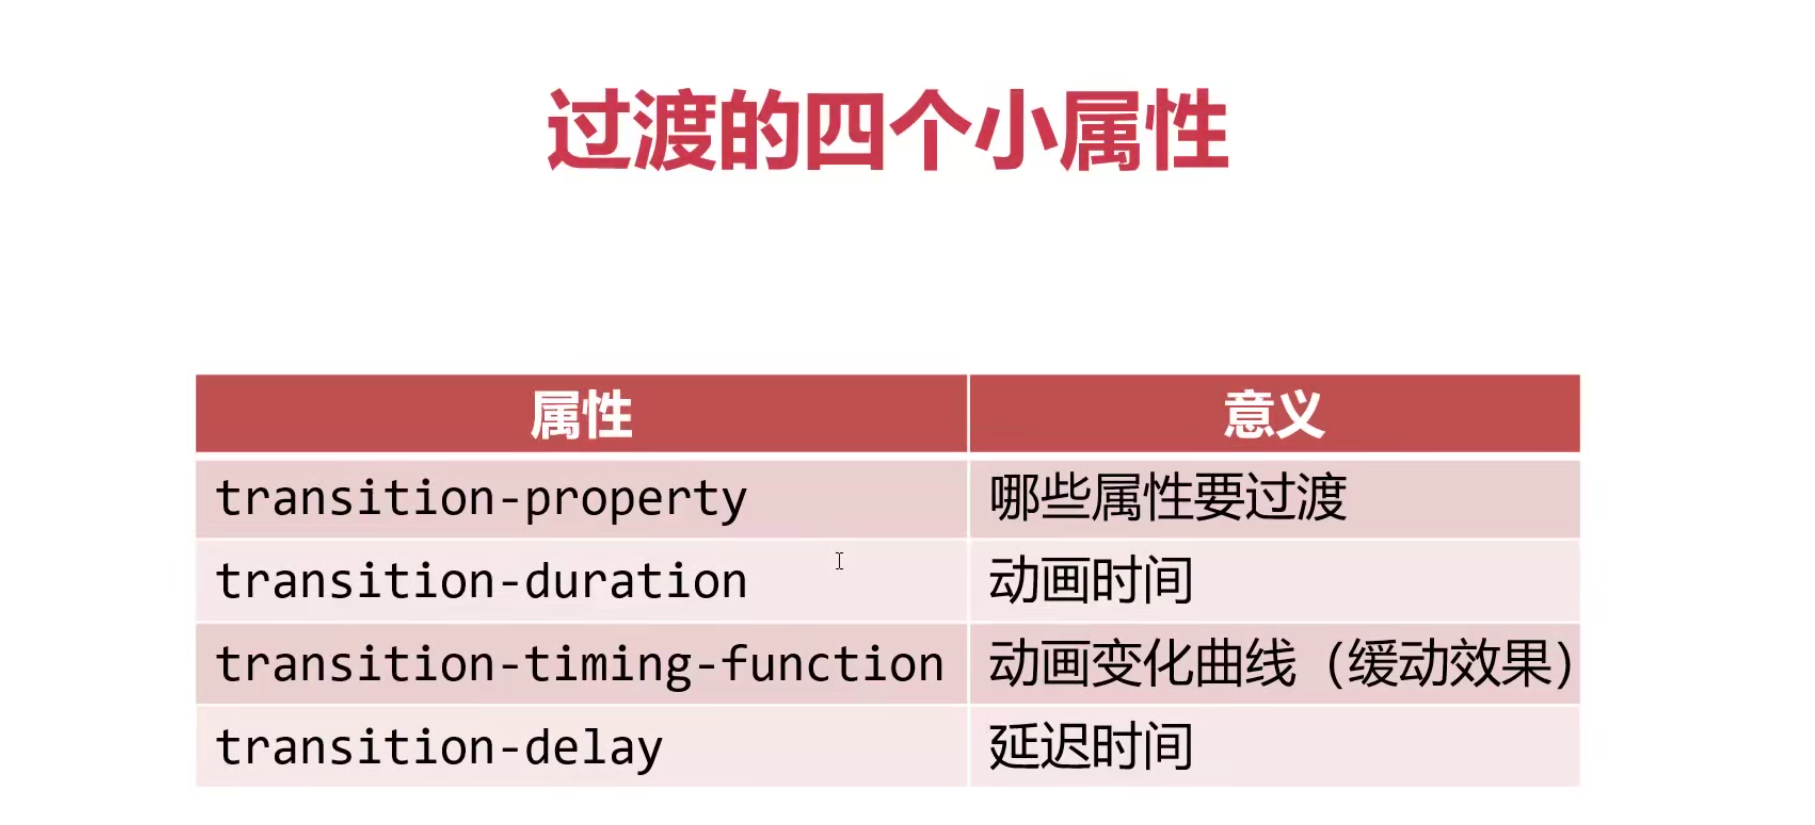 过渡的四个小属性
属性 意义
transition-property 哪些属性要过渡
transition-duration 动画时间
transition-timing-function 动画变化曲线（缓动效果）
transition-delay 延迟时间